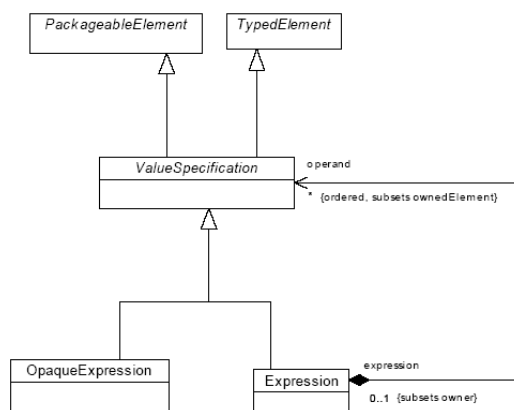 PackageableElement
TypedElement
ValueSpecification
operand
* {ordered, subsets ownedElement}
OpaqueExpression
Expression
expression
0..1 {subsets owner}